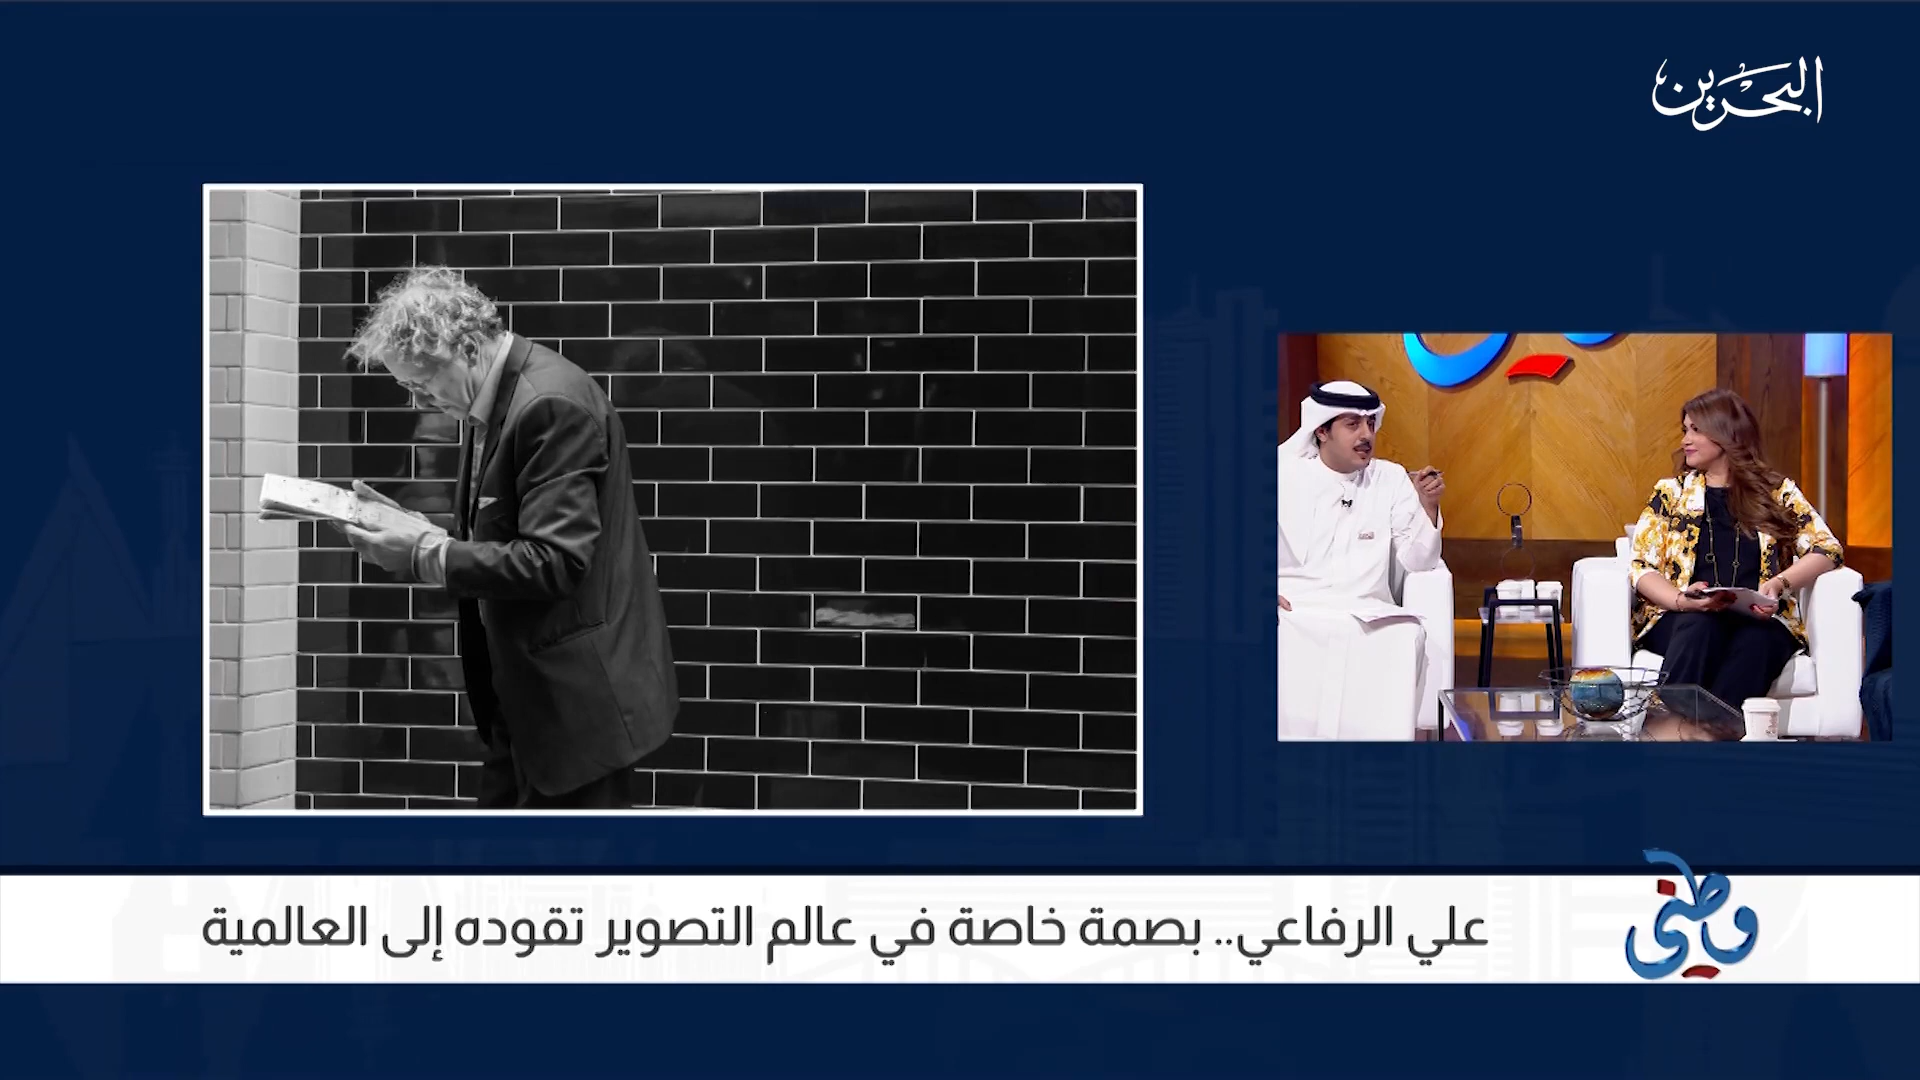 البحرين
علي الرفاعي.. بصمة خاصة في عالم التصوير تقوده إلى العالمية
وطني